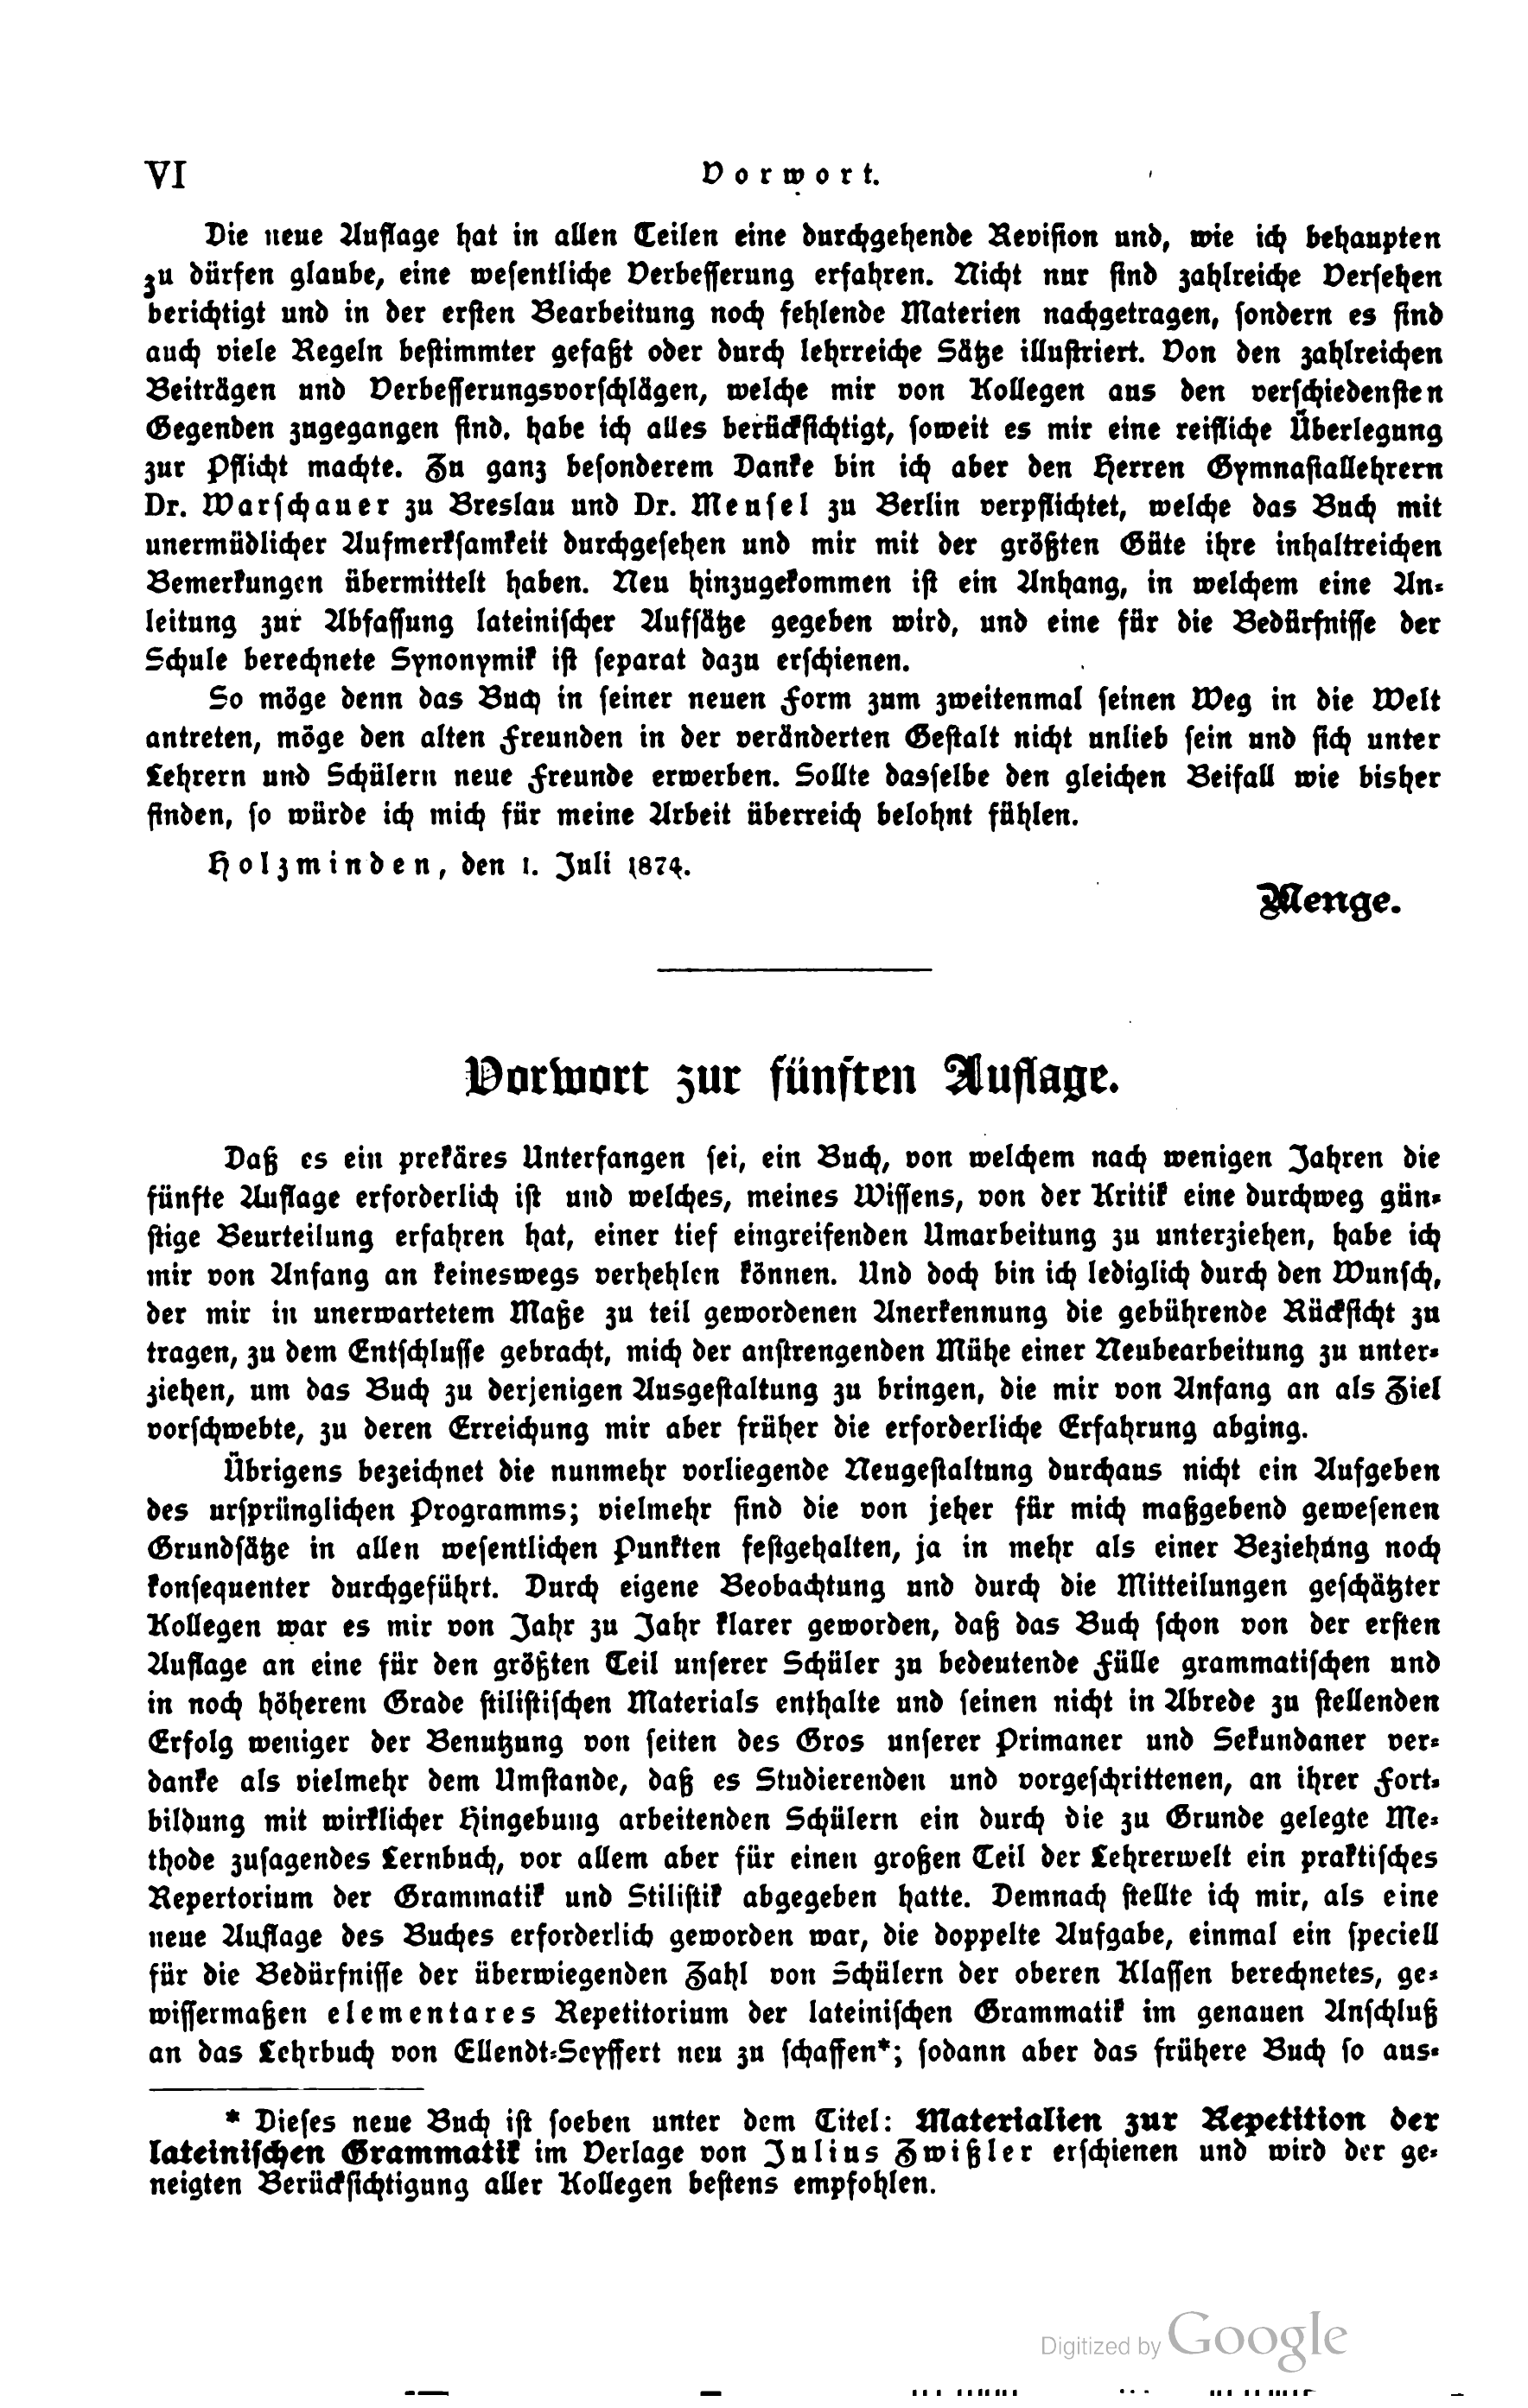 VI
Vorwort.
Die neue Auflage hat in allen Teilen eine durchgehende Revision und, wie ich behaupten
zu dürfen glaube, eine wesentliche Verbesserung erfahren. Nicht nur sind zahlreiche Versehen
berichtigt und in der ersten Bearbeitung noch fehlende Materien nachgetragen, sondern es sind
auch viele Regeln bestimmter gefaßt oder durch lehrreiche Sätze illustriert. Von den zahlreichen
Beiträgen und Verbesserungsvorschlägen, welche mir von Kollegen aus den verschiedensten
Gegenden zugegangen sind, habe ich alles berücksichtigt, soweit es mir eine reifliche Überlegung
zur Pflicht machte. Zu ganz besonderem Danke bin ich aber den Herren Gymnasiallehrern
Dr. Warschauer zu Breslau und Dr. Meusel zu Berlin verpflichtet, welche das Buch mit
unermüdlicher Aufmerksamkeit durchgesehen und mir mit der größten Güte ihre inhaltreichen
Bemerkungen übermittelt haben. Neu hinzugekommen ist ein Anhang, in welchem eine An-
leitung zur Abfassung lateinischer Aufsätze gegeben wird, und eine für die Bedürfnisse der
Schule berechnete Synonymik ist separat dazu erschienen.
So möge denn das Buch in seiner neuen Form zum zweitenmal seinen Weg in die Welt
antreten, möge den alten Freunden in der veränderten Gestalt nicht unlieb sein und sich unter
Lehrern und Schülern neue Freunde erwerben. Sollte dasselbe den gleichen Beifall wie bisher
finden, so würde ich mich für meine Arbeit überreich belohnt fühlen.
Holzminden, den 1. Juli 1874.
Menge.
Vorwort zur fünften Auflage.
Daß es ein prekäres Unterfangen sei, ein Buch, von welchem nach wenigen Jahren die
fünfte Auflage erforderlich ist und welches, meines Wissens, von der Kritik eine durchweg gün-
stige Beurteilung erfahren hat, einer tief eingreifenden Umarbeitung zu unterziehen, habe ich
mir von Anfang an keineswegs verhehlen können. Und doch bin ich lediglich durch den Wunsch,
der mir in unerwartetem Maße zu teil gewordenen Anerkennung die gebührende Rücksicht zu
tragen, zu dem Entschlusse gebracht, mich der anstrengenden Mühe einer Neubearbeitung zu unter-
ziehen, um das Buch zu derjenigen Ausgestaltung zu bringen, die mir von Anfang an als Ziel
vorschwebte, zu deren Erreichung mir aber früher die erforderliche Erfahrung abging.
Übrigens bezeichnet die nunmehr vorliegende Neugestaltung durchaus nicht ein Aufgeben
des ursprünglichen Programms; vielmehr sind die von jeher für mich maßgebend gewesenen
Grundsätze in allen wesentlichen Punkten festgehalten, ja in mehr als einer Beziehung noch
konsequenter durchgeführt. Durch eigene Beobachtung und durch die Mitteilungen geschätzter
Kollegen war es mir von Jahr zu Jahr klarer geworden, daß das Buch schon von der ersten
Auflage an eine für den größten Teil unserer Schüler zu bedeutende Fülle grammatischen und
in noch höherem Grade stilistischen Materials enthalte und seinen nicht in Abrede zu stellenden
Erfolg weniger der Benutzung von seiten des Gros unserer Primaner und Sekundaner ver-
danke als vielmehr dem Umstande, daß es Studierenden und vorgeschrittenen, an ihrer Fort-
bildung mit wirklicher Hingebung arbeitenden Schülern ein durch die zu Grunde gelegte Me-
thode zusagendes Lernbuch, vor allem aber für einen großen Teil der Lehrerwelt ein praktisches
Repertorium der Grammatik und Stilistik abgegeben hatte. Demnach stellte ich mir, als eine
neue Auflage des Buches erforderlich geworden war, die doppelte Aufgabe, einmal ein speciell
für die Bedürfnisse der überwiegenden Zahl von Schülern der oberen Klassen berechnetes, ge-
wissermaßen elementares Repetitorium der lateinischen Grammatik im genauen Anschluß
an das Lehrbuch von Ellendt-Seyffert neu zu schaffen*; sodann aber das frühere Buch so aus-
* Dieses neue Buch ist soeben unter dem Titel: Materialien zur Repetition der
lateinischen Grammatik im Verlage von Julius Zwißler erschienen und wird der ge-
neigten Berücksichtigung aller Kollegen bestens empfohlen.
Digitized by Google